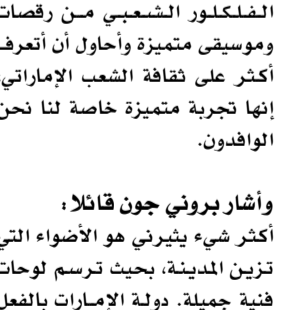 الفلكلور الشعبي من رقصات
وموسيقى متميزة وأحاول أن أتعرف
أكثر على ثقافة الشعب الإماراتي،
إنها تجربة متميزة خاصة لنا نحن
الوافدون.
وأشار بروني جون قائلا:
أكثر شيء يثيرني هو الأضواء التي
تزين المدينة، بحيث ترسم لوحات
فنية جميلة. دولة الإمارات بالفعل